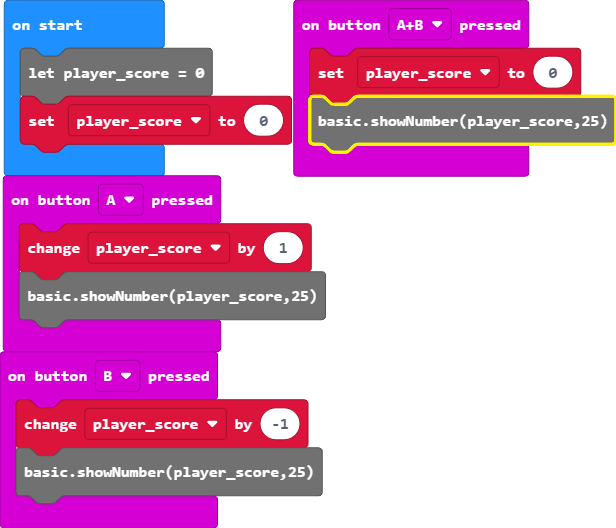 on start
let player_score = 0
set player_score to 0
on button A+B pressed
set player_score to 0
basic.showNumber(player_score,25)
on button A pressed
change player_score by 1
basic.showNumber(player_score,25)
on button B pressed
change player_score by -1
basic.showNumber(player_score,25)